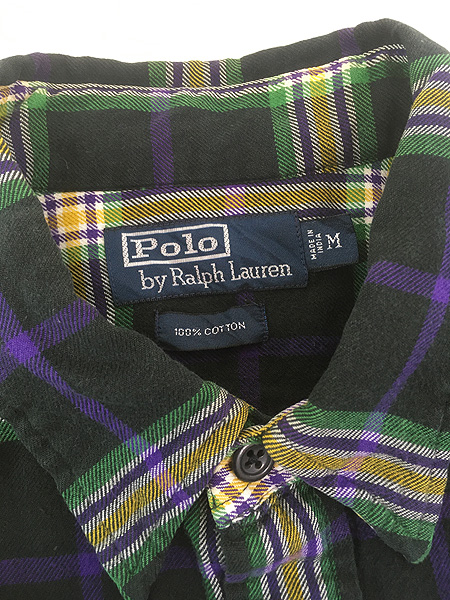 Polo
by Ralph Lauren
MADE IN
INDIA
M
100% COTTON